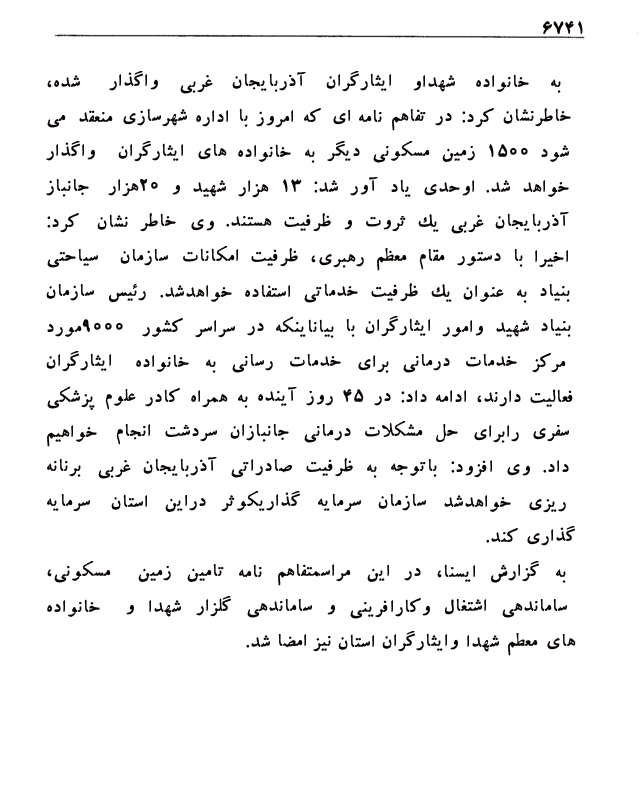 ۶۷۴۱
به خانواده شهداو ایثارگران آذربایجان غربی واگذار شده،
خاطرنشان کرد: در تفاهم نامه ای که امروز با اداره شهرسازی منعقد می
شود ۱۵۰۰ زمین مسکونی دیگر به خانواده های ایثارگران واگذار
خواهد شد. اوحدی یاد آور شد: ۱۳ هزار شهید و ۲۰هزار جانباز
آذربایجان غربی یك ثروت و ظرفیت هستند. وی خاطر نشان کرد:
اخیرا با دستور مقام معظم رهبری، ظرفیت امکانات سازمان سیاحتی
بنیاد به عنوان یك ظرفیت خدماتی استفاده خواهدشد. رئیس سازمان
بنیاد شهید وامور ایثارگران با بیاناینکه در سراسر کشور ۹۰۰۰مورد
مرکز خدمات درمانی برای خدمات رسانی به خانواده ایثارگران
فعالیت دارند، ادامه داد: در ۴۵ روز آینده به همراه کادر علوم پزشکی
سفری رابرای حل مشکلات درمانی جانبازان سردشت انجام خواهیم
داد. وی افزود: باتوجه به ظرفیت صادراتی آذربایجان غربی برنانه
ریزی خواهدشد سازمان سرمایه گذاریکوثر دراین استان سرمایه
گذاری کند.
به گزارش ایسنا، در این مراسمتفاهم نامه تامین زمین مسکونی،
ساماندهی اشتغال وکارافرینی و ساماندهی گلزار شهدا و خانواده
های معطم شهدا وایثارگران استان نیز امضا شد.